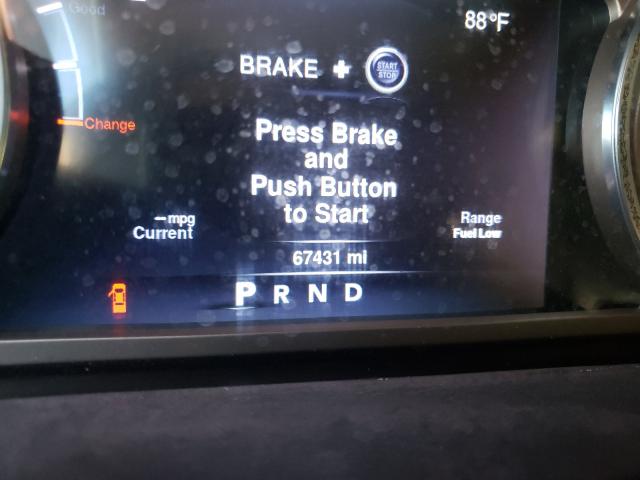 Good
88°F
BRAKE +
START
STOP
Change
Press Brake
and
Push Button
to Start
--mpg
Current
Range
Fuel Low
67431 mi
P R N D